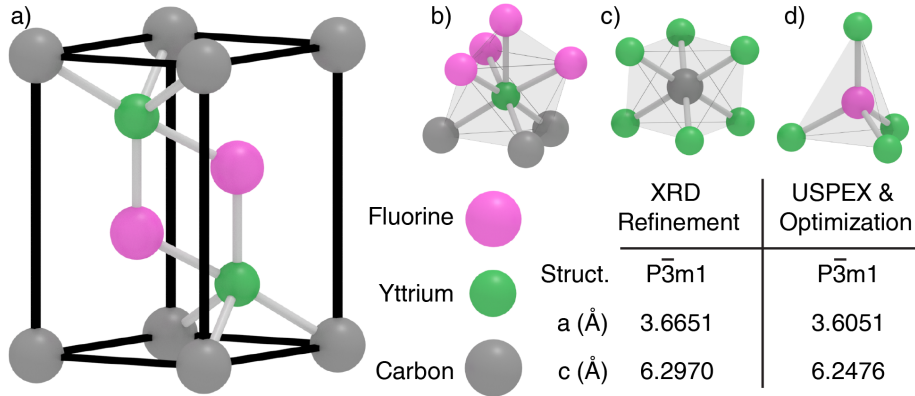 a)
b)
c)
d)
Fluorine
Yttrium
Carbon
XRD
Refinement
USPEX &
Optimization
Struct. P3̅m1 P3̅m1
a (Å) 3.6651 3.6051
c (Å) 6.2970 6.2476